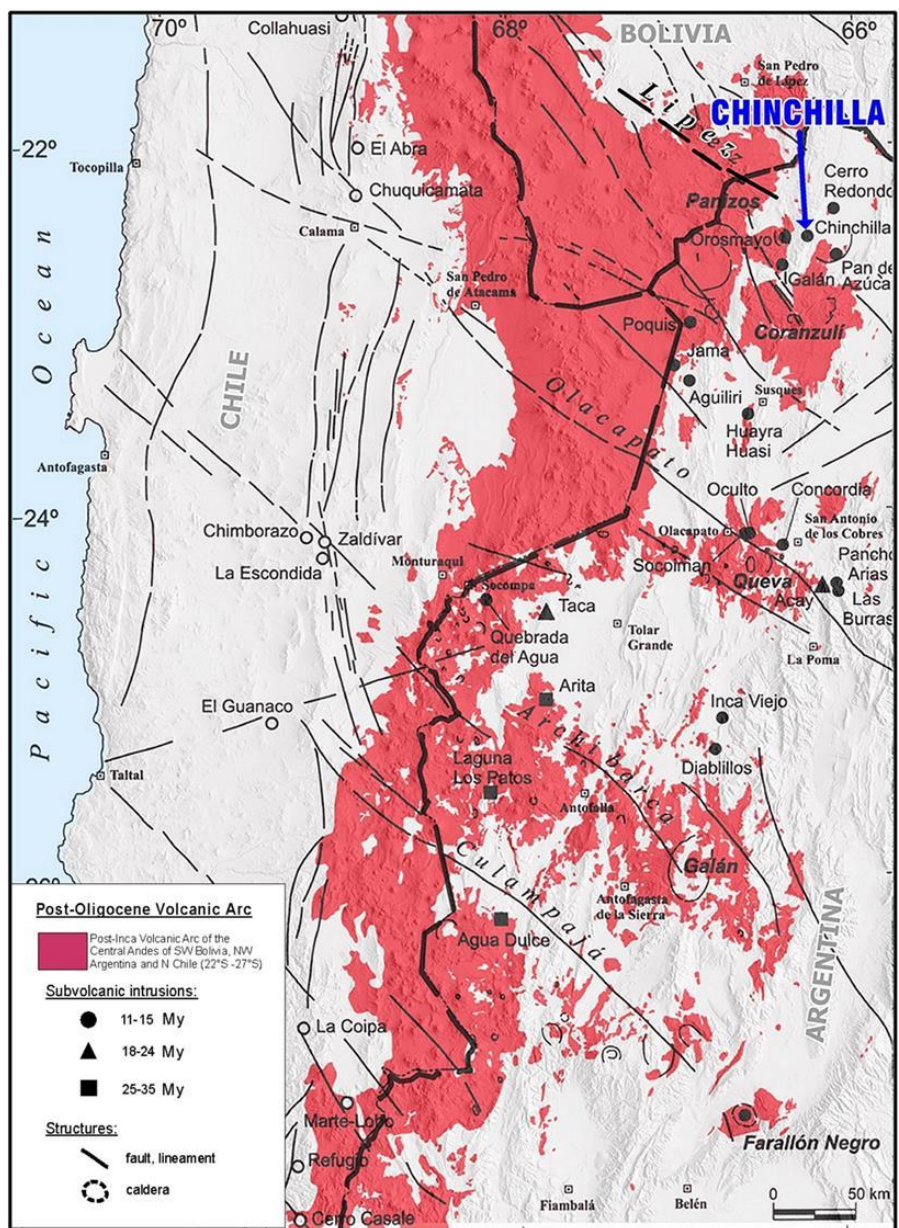 70º
68º
66º
Collahuasi
BOLIVIA
San Pedro
de Lípez
Lípez
CHINCHILLA
22º
El Abra
Tocopilla
Chuquicamata
Cerro
Redondo
Panizos
Calama
Orosmayo
Chinchilla
San Pedro
de Atacama
Galán
Pan de
Azúcar
Poquis
Coranzulí
Jama
CHILE
Olacapato
Aguiliri
Susques
Huayra
Huasi
Antofagasta
Pacific Ocean
24º
Oculto
Concordia
Chimborazo
Zaldívar
Olacapato
San Antonio
de los Cobres
La Escondida
Monturaqui
Socolman
Pancho
Arias
Socompa
Queva
Acay
Las
Burras
Taca
Quebrada
del Agua
Tolar
Grande
La Poma
El Guanaco
Arita
Inca Viejo
Archibarca
Diablillos
Taltal
Laguna
Los Patos
Antofalla
Culampajá
Galán
Antofagasta
de la Sierra
Agua Dulce
ARGENTINA
La Coipa
Marte-Lobo
Refugio
Farallón Negro
Cerro Casale
Fiambalá
Belén
0 50 km
Post-Oligocene Volcanic Arc
Post-Inca Volcanic Arc of the
Central Andes of SW Bolivia, NW
Argentina and N Chile (22°S -27°S)
Subvolcanic intrusions:
11-15 My
18-24 My
25-35 My
Structures:
fault, lineament
caldera